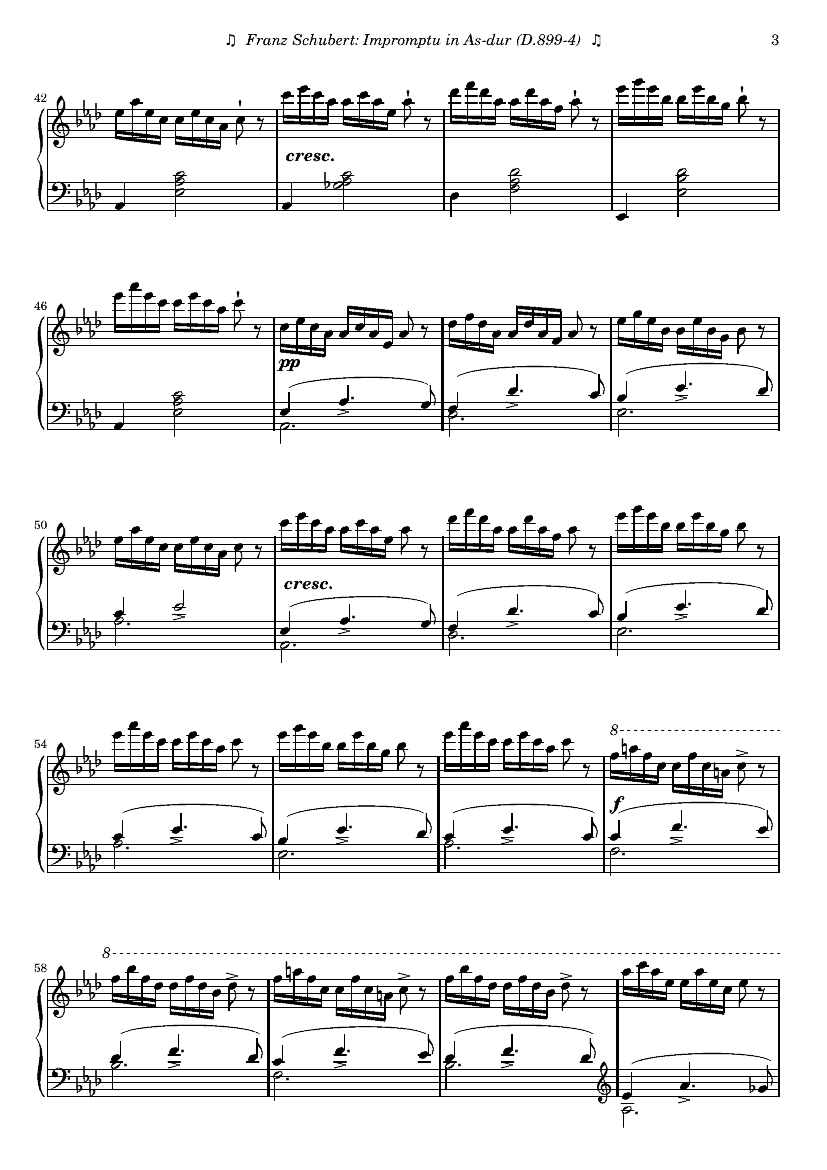 ♫ Franz Schubert: Impromptu in As-dur (D.899-4) ♫ 3
42
cresc.
46
pp
50
cresc.
54
8
f
58
8